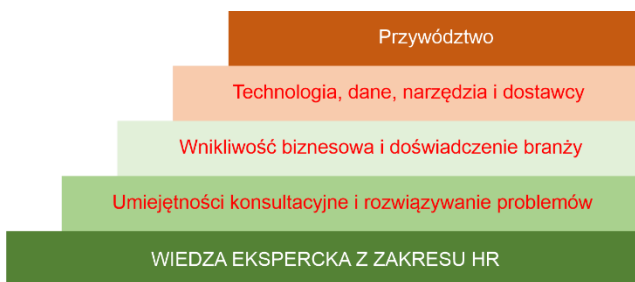 Przywództwo
Technologia, dane, narzędzia i dostawcy
Wnikliwość biznesowa i doświadczenie branży
Umiejętności konsultacyjne i rozwiązywanie problemów
WIEDZA EKSPERCKA Z ZAKRESU HR